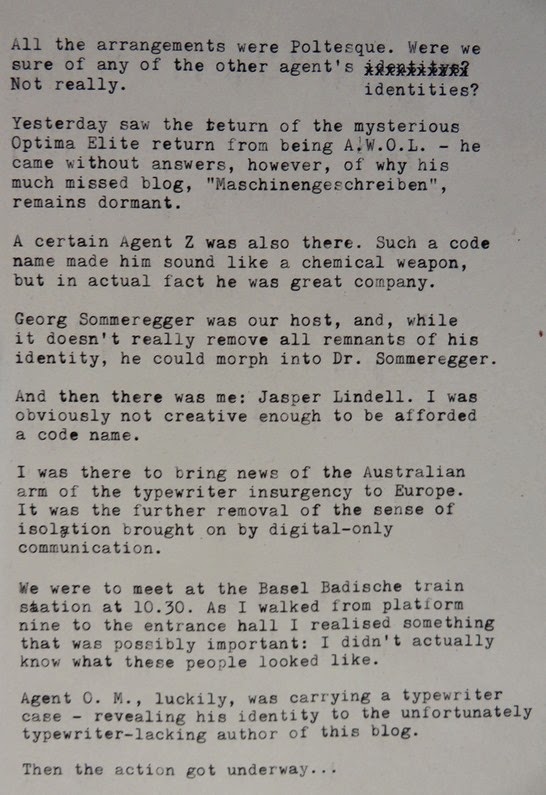 All the arrangements were Poltesque. Were we
sure of any of the other agent's identitys?
Not really. identities?
Yesterday saw the return of the mysterious
Optima Elite return from being A.W.O.L. - he
came without answers, however, of why his
much missed blog, "Maschinengeschreiben",
remains dormant.
A certain Agent Z was also there. Such a code
name made him sound like a chemical weapon,
but in actual fact he was great company.
Georg Sommeregger was our host, and, while
it doesn't really remove all remnants of his
identity, he could morph into Dr. Sommeregger.
And then there was me: Jasper Lindell. I was
obviously not creative enough to be afforded
a code name.
I was there to bring news of the Australian
arm of the typewriter insurgency to Europe.
It was the further removal of the sense of
isolation brought on by digital-only
communication.
We were to meet at the Basel Badische train
station at 10.30. As I walked from platform
nine to the entrance hall I realised something
that was possibly important: I didn't actually
know what these people looked like.
Agent O. M., luckily, was carrying a typewriter
case - revealing his identity to the unfortunately
typewriter-lacking author of this blog.
Then the action got underway...